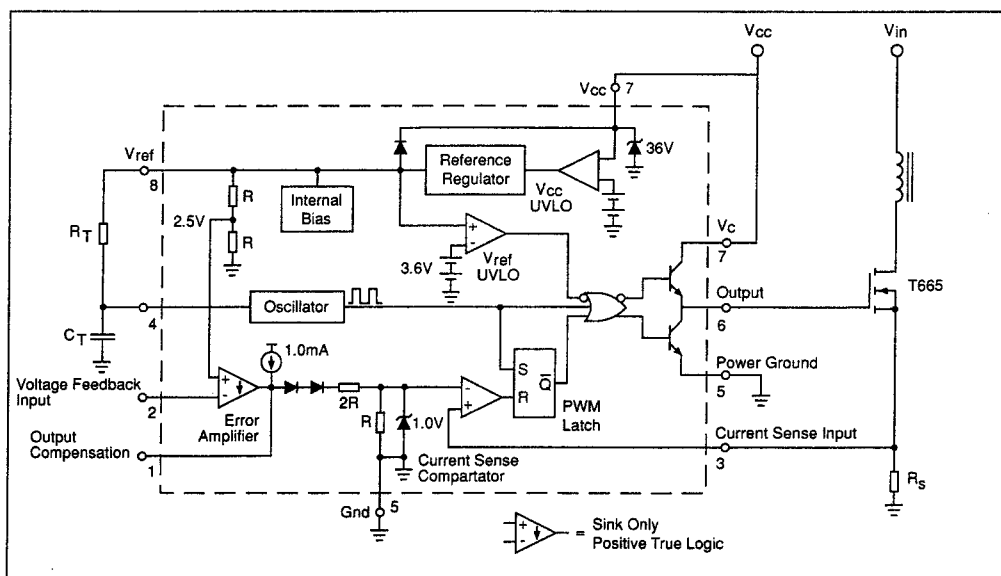 Vcc
Vin
Vcc 7
Vref
8
36V
Reference
Regulator
Vcc
UVLO
Internal
Bias
R
2.5V
R
RT
3.6V
Vref
UVLO
Vc
7
T665
Output
6
Oscillator
4
CT
1.0mA
S
Q
R
PWM
Latch
Power Ground
5
Voltage Feedback
Input
2
Error
Amplifier
2R
R
1.0V
Current Sense
Compartator
Current Sense Input
3
Output
Compensation
1
Rs
Gnd
5
= Sink Only
Positive True Logic